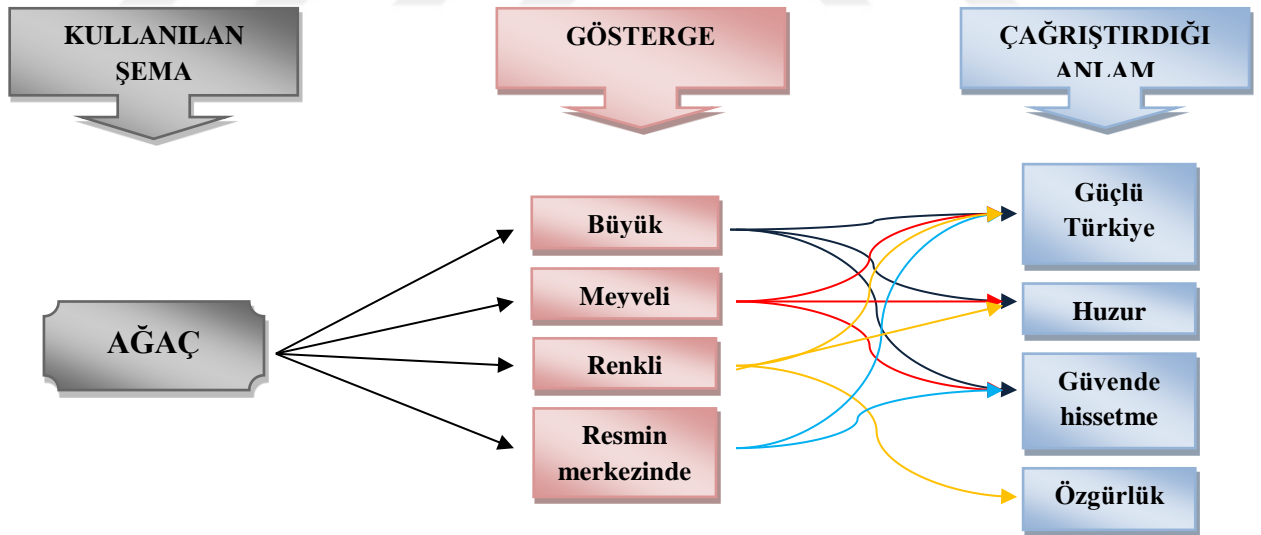 KULLANILAN
ŞEMA
GÖSTERGE
ÇAĞRIŞTIRDIĞI
ANLAM
AĞAÇ
Büyük
Meyveli
Renkli
Resmin
merkezinde
Güçlü
Türkiye
Huzur
Güvende
hissetme
Özgürlük